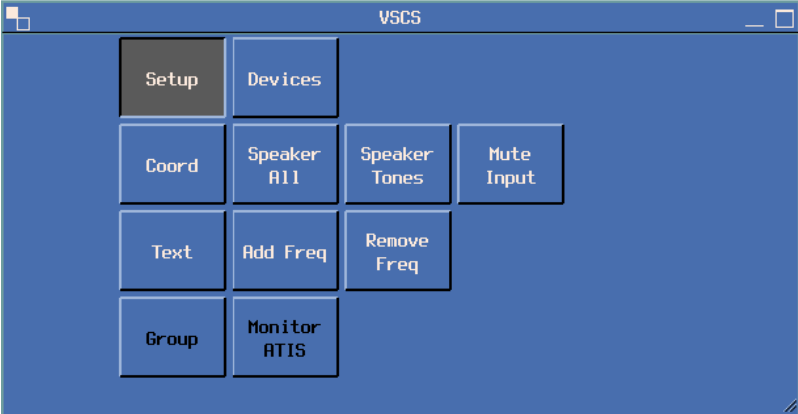 VSCS
Setup Devices
Coord Speaker All Speaker Tones Mute Input
Text Add Freq Remove Freq
Group Monitor ATIS